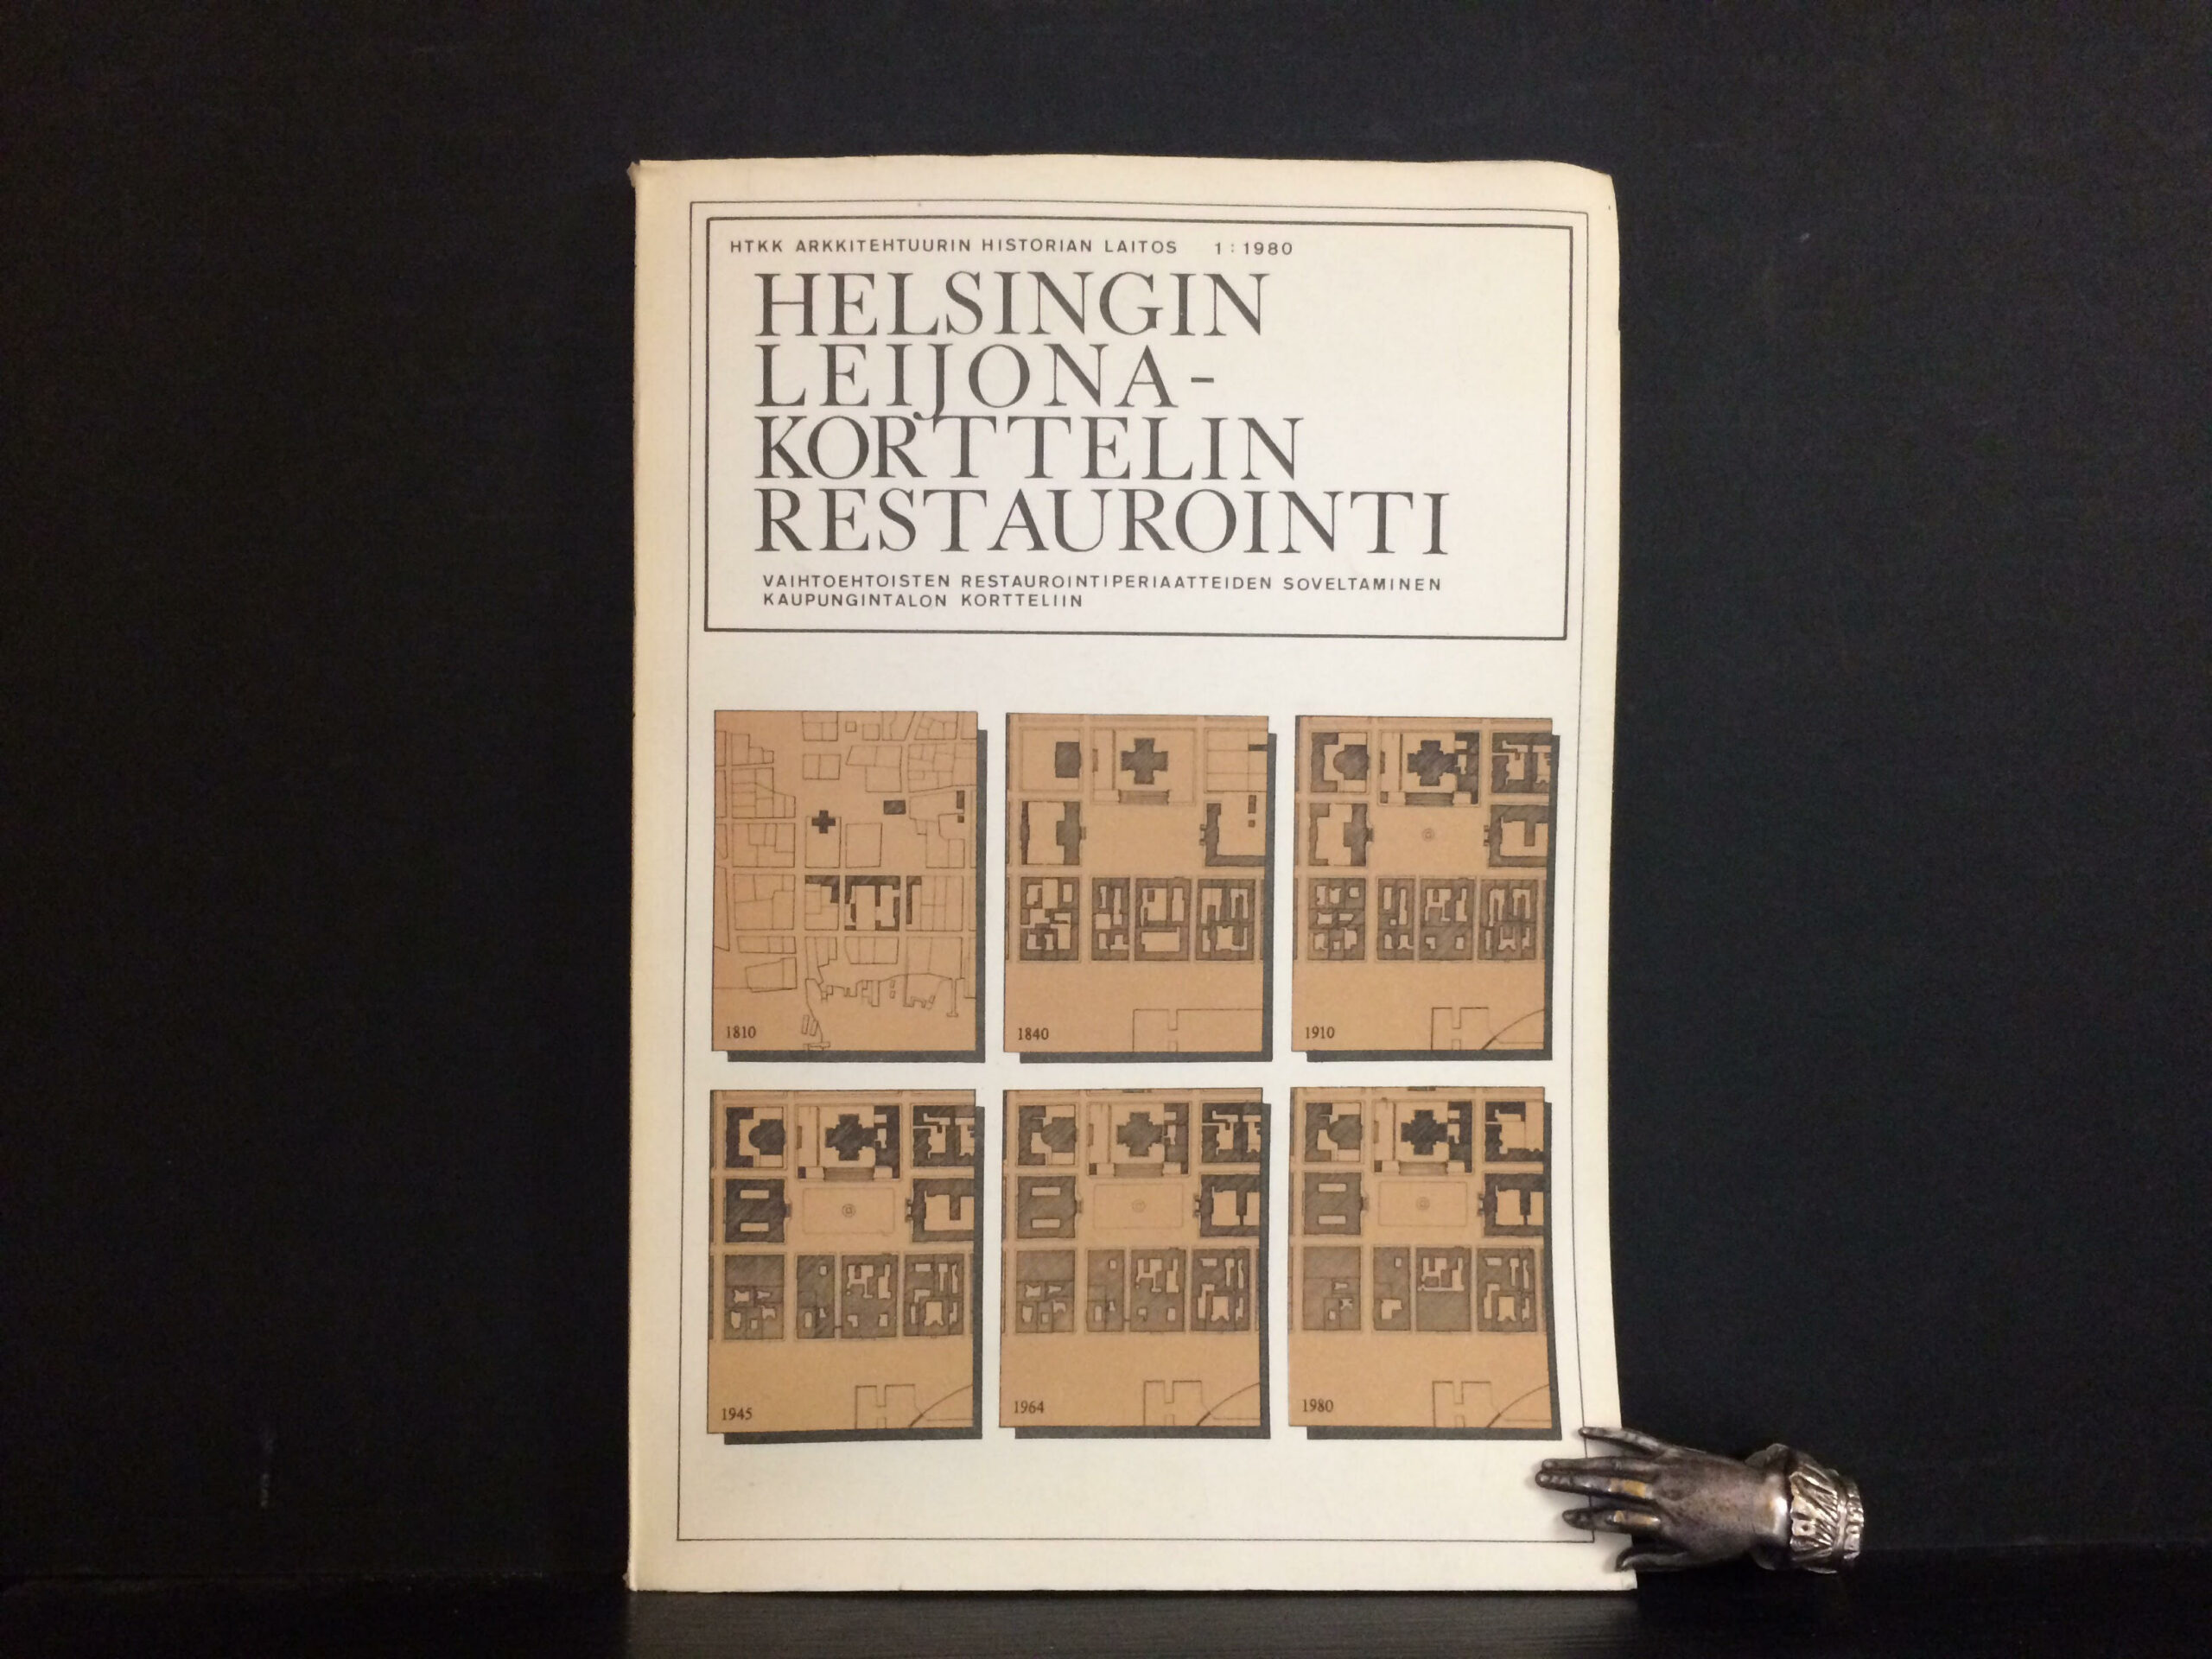 HTKK ARKKITEHTUURIN HISTORIAN LAITOS 1:1980
HELSINGIN
LEIJONA-
KORTTELIN
RESTAUROINTI
VAIHTOEHTOISTEN RESTAUROINTIPERIAATTEIDEN SOVELTAMINEN
KAUPUNGINTALON KORTTELIIN
1810
1840
1910
1945
1964
1980